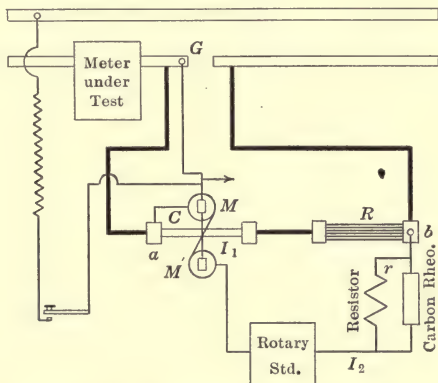 G
Meter
under
Test
M
C
R
b
a
I₁
M'
r
Resistor
Carbon Rheo.
Rotary
Std.
I₂